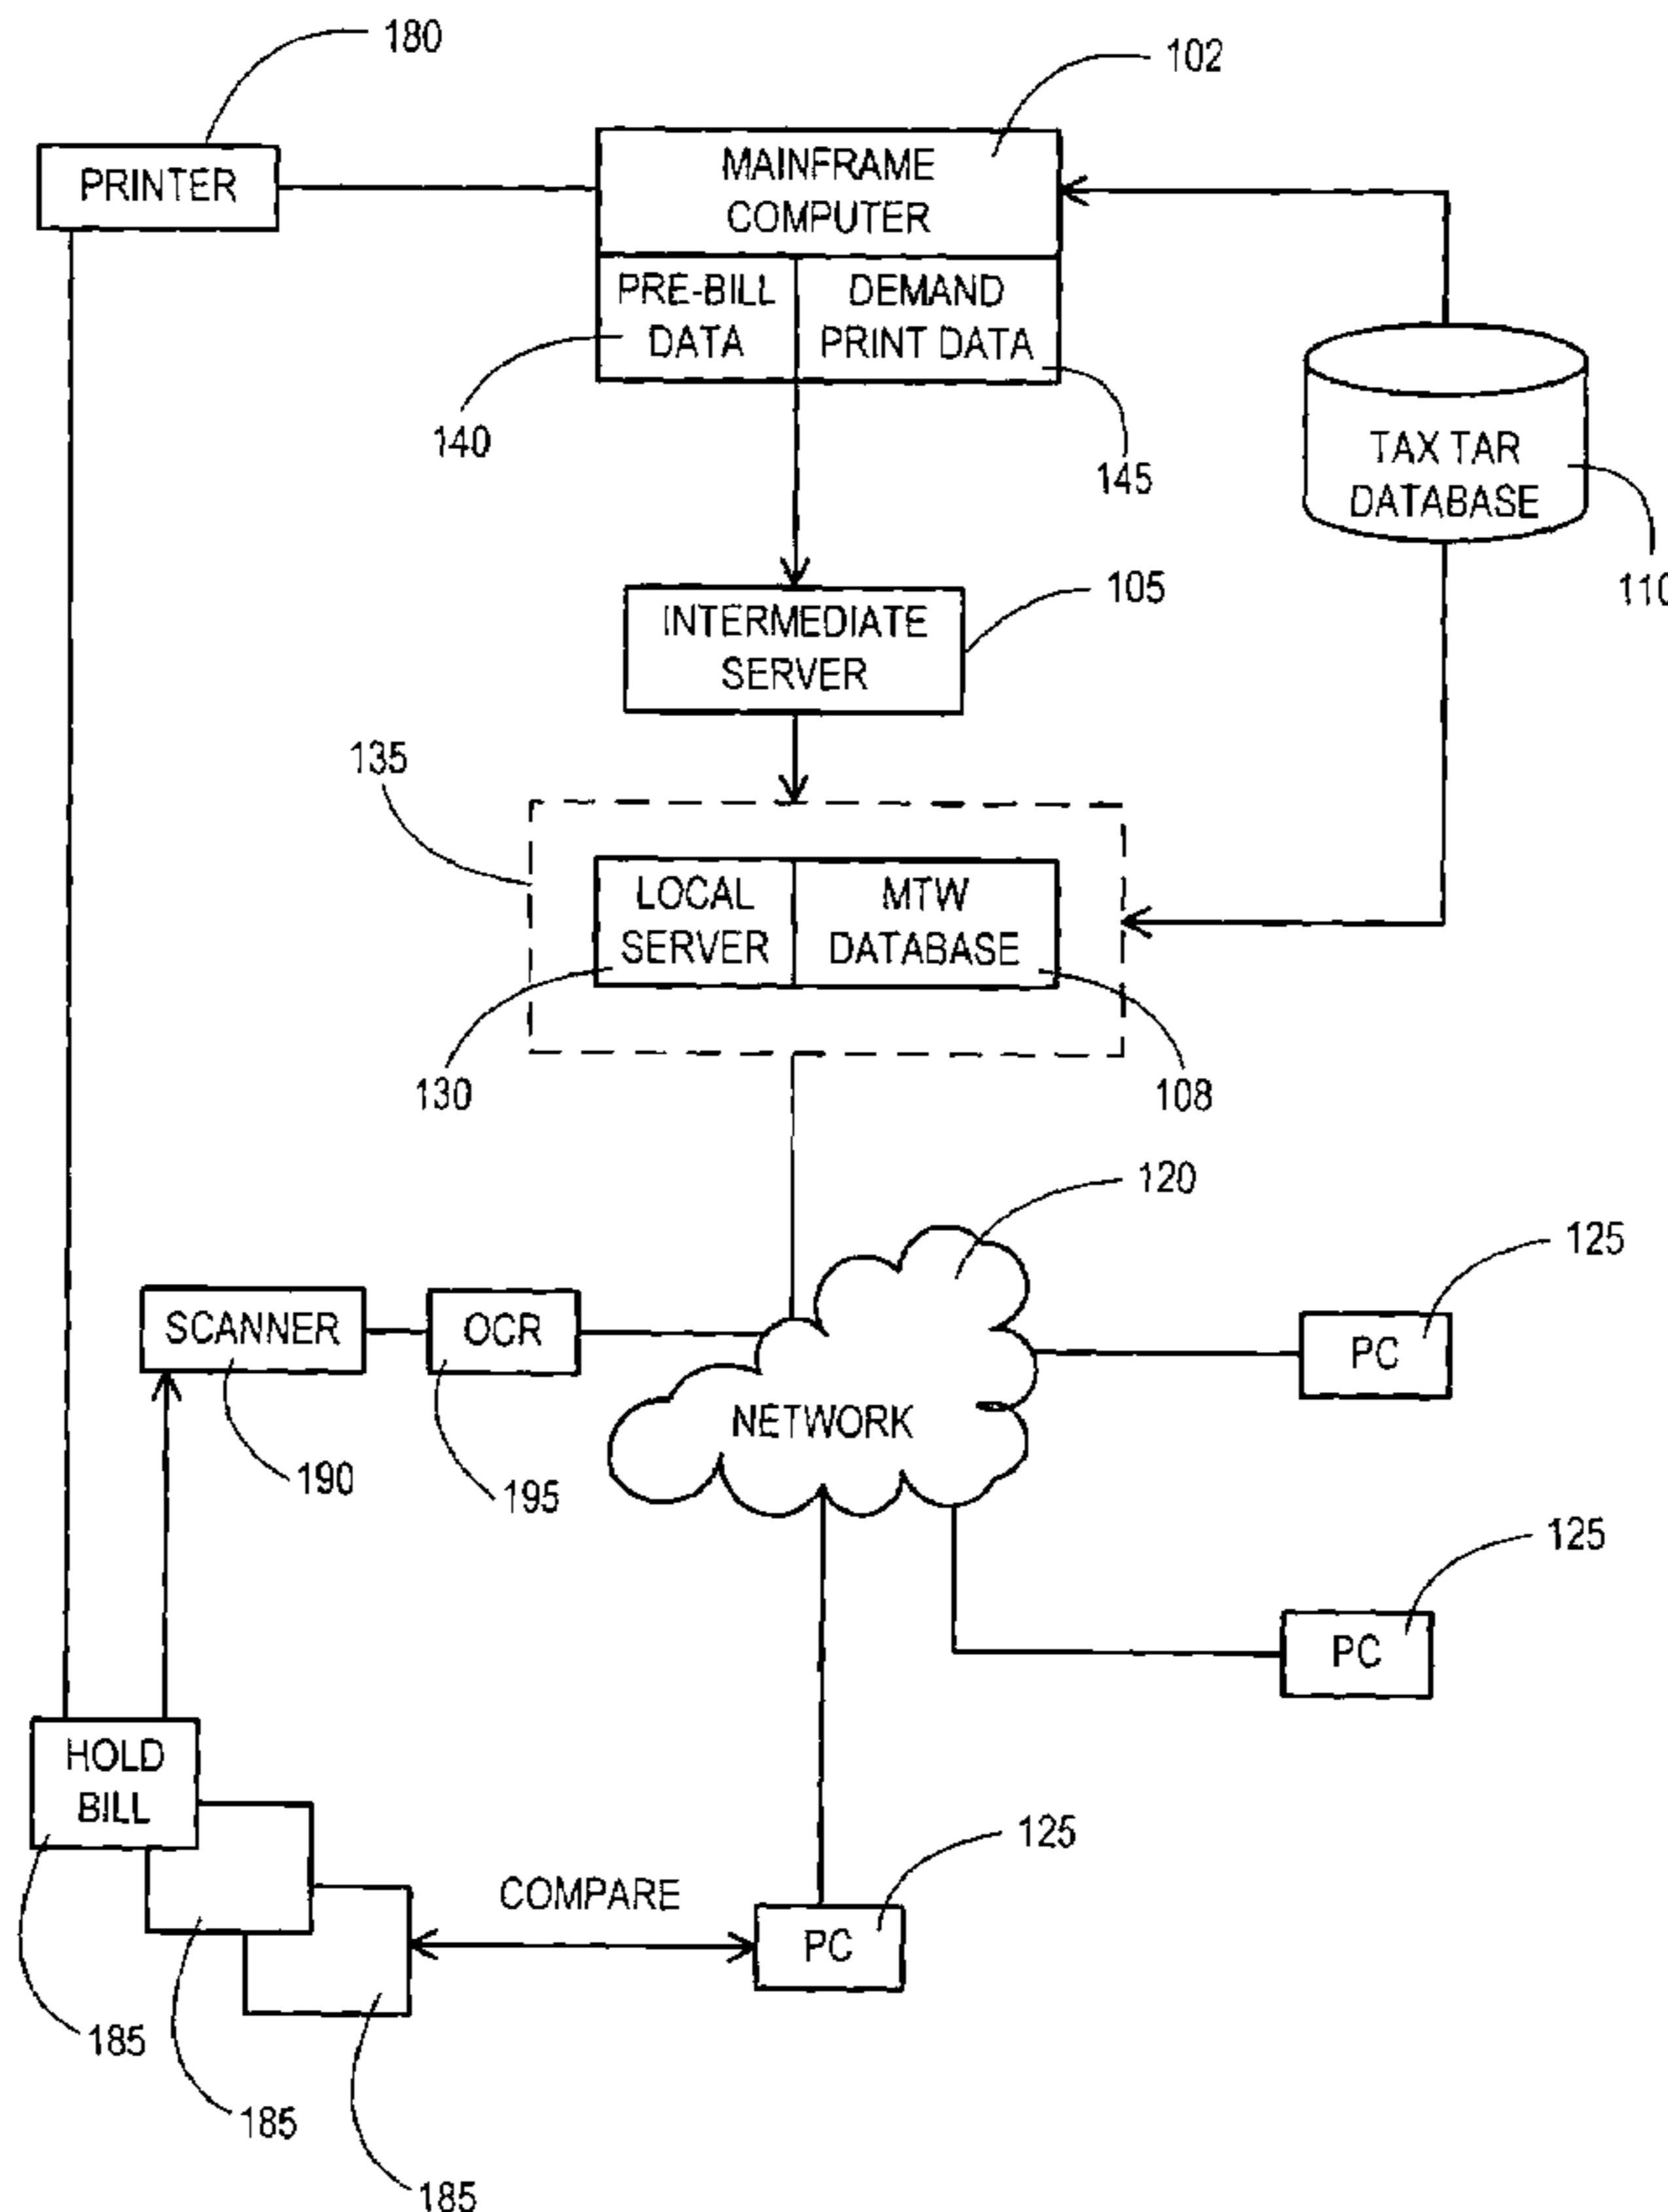 180
102
PRINTER
MAINFRAME
COMPUTER
PRE-BILL
DATA
DEMAND
PRINT DATA
140
145
TAX TAR
DATABASE
110
105
INTERMEDIATE
SERVER
135
LOCAL
SERVER
MTW
DATABASE
130
108
120
125
SCANNER
OCR
PC
NETWORK
190
195
125
PC
HOLD
BILL
125
COMPARE
PC
185
185
185